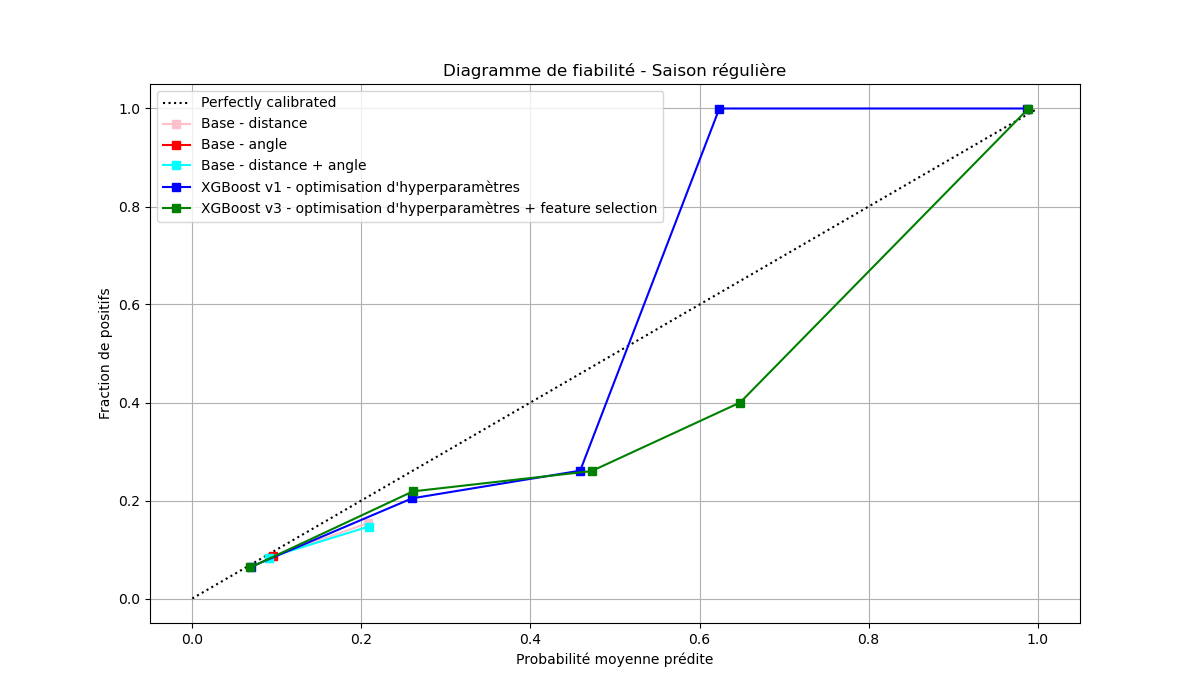 Diagramme de fiabilité - Saison régulière
Perfectly calibrated
Base - distance
Base - angle
Base - distance + angle
XGBoost v1 - optimisation d'hyperparamètres
XGBoost v3 - optimisation d'hyperparamètres + feature selection
Fraction de positifs
1.0
0.8
0.6
0.4
0.2
0.0
0.0 0.2 0.4 0.6 0.8 1.0
Probabilité moyenne prédite